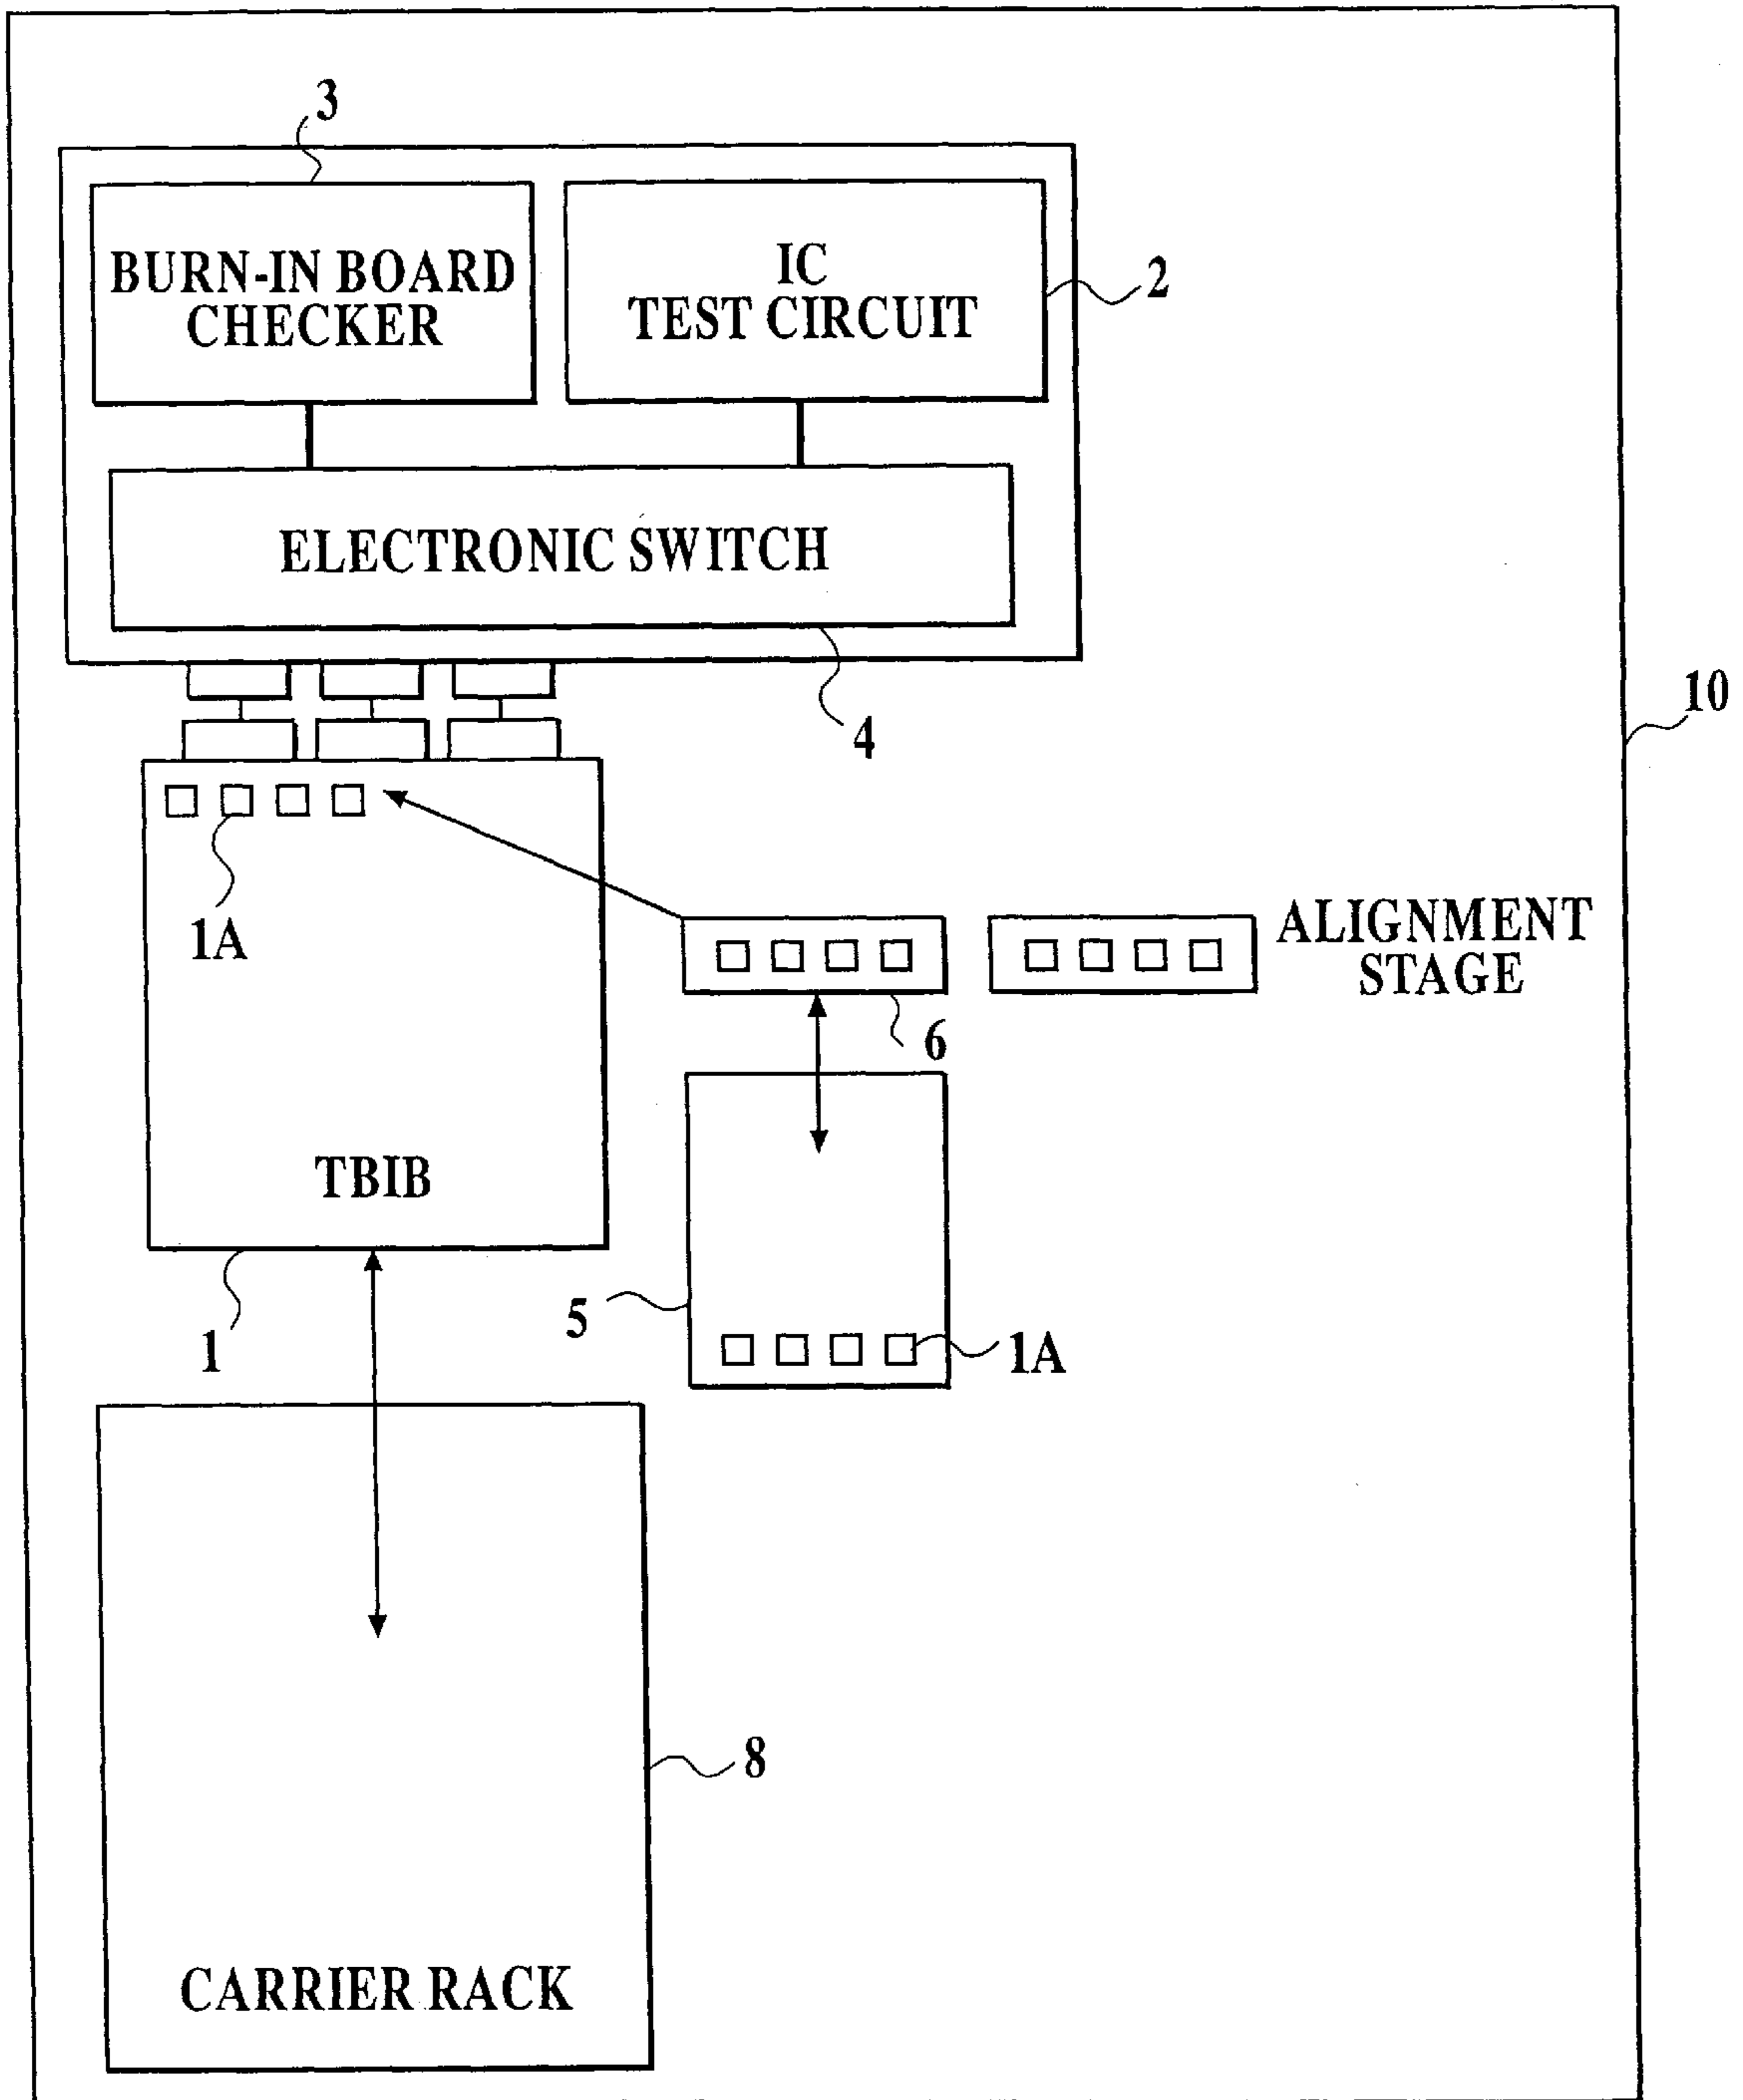 3
BURN-IN BOARD
CHECKER
IC
TEST CIRCUIT
2
ELECTRONIC SWITCH
4
10
1A
ALIGNMENT
STAGE
6
TBIB
1
5
1A
8
CARRIER RACK